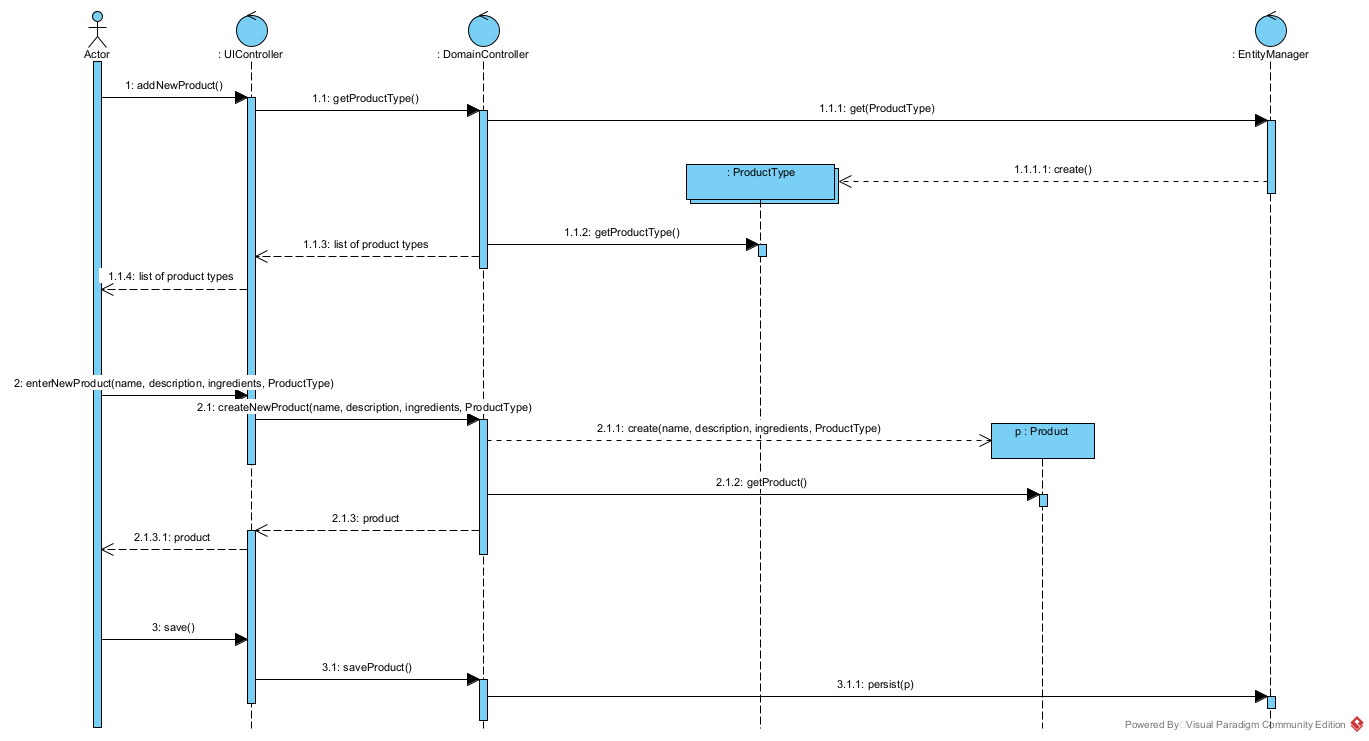 Actor
: UIController
: DomainController
: EntityManager
1: addNewProduct()
1.1: getProductType()
1.1.1: get(ProductType)
: ProductType
1.1.1.1: create()
1.1.2: getProductType()
1.1.3: list of product types
1.1.4: list of product types
2: enterNewProduct(name, description, ingredients, ProductType)
2.1: createNewProduct(name, description, ingredients, ProductType)
2.1.1: create(name, description, ingredients, ProductType)
p : Product
2.1.2: getProduct()
2.1.3: product
2.1.3.1: product
3: save()
3.1: saveProduct()
3.1.1: persist(p)
Powered By Visual Paradigm Community Edition